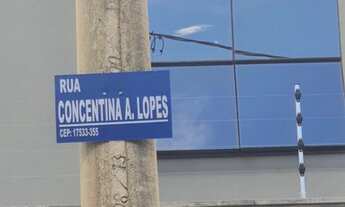 RUA
CONCENTINA A. LOPES
CEP: 17533-355